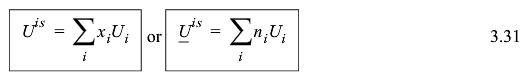 U^{is} = \sum_i x_i U_i or \underline{U}^{is} = \sum_i n_i U_i 3.31